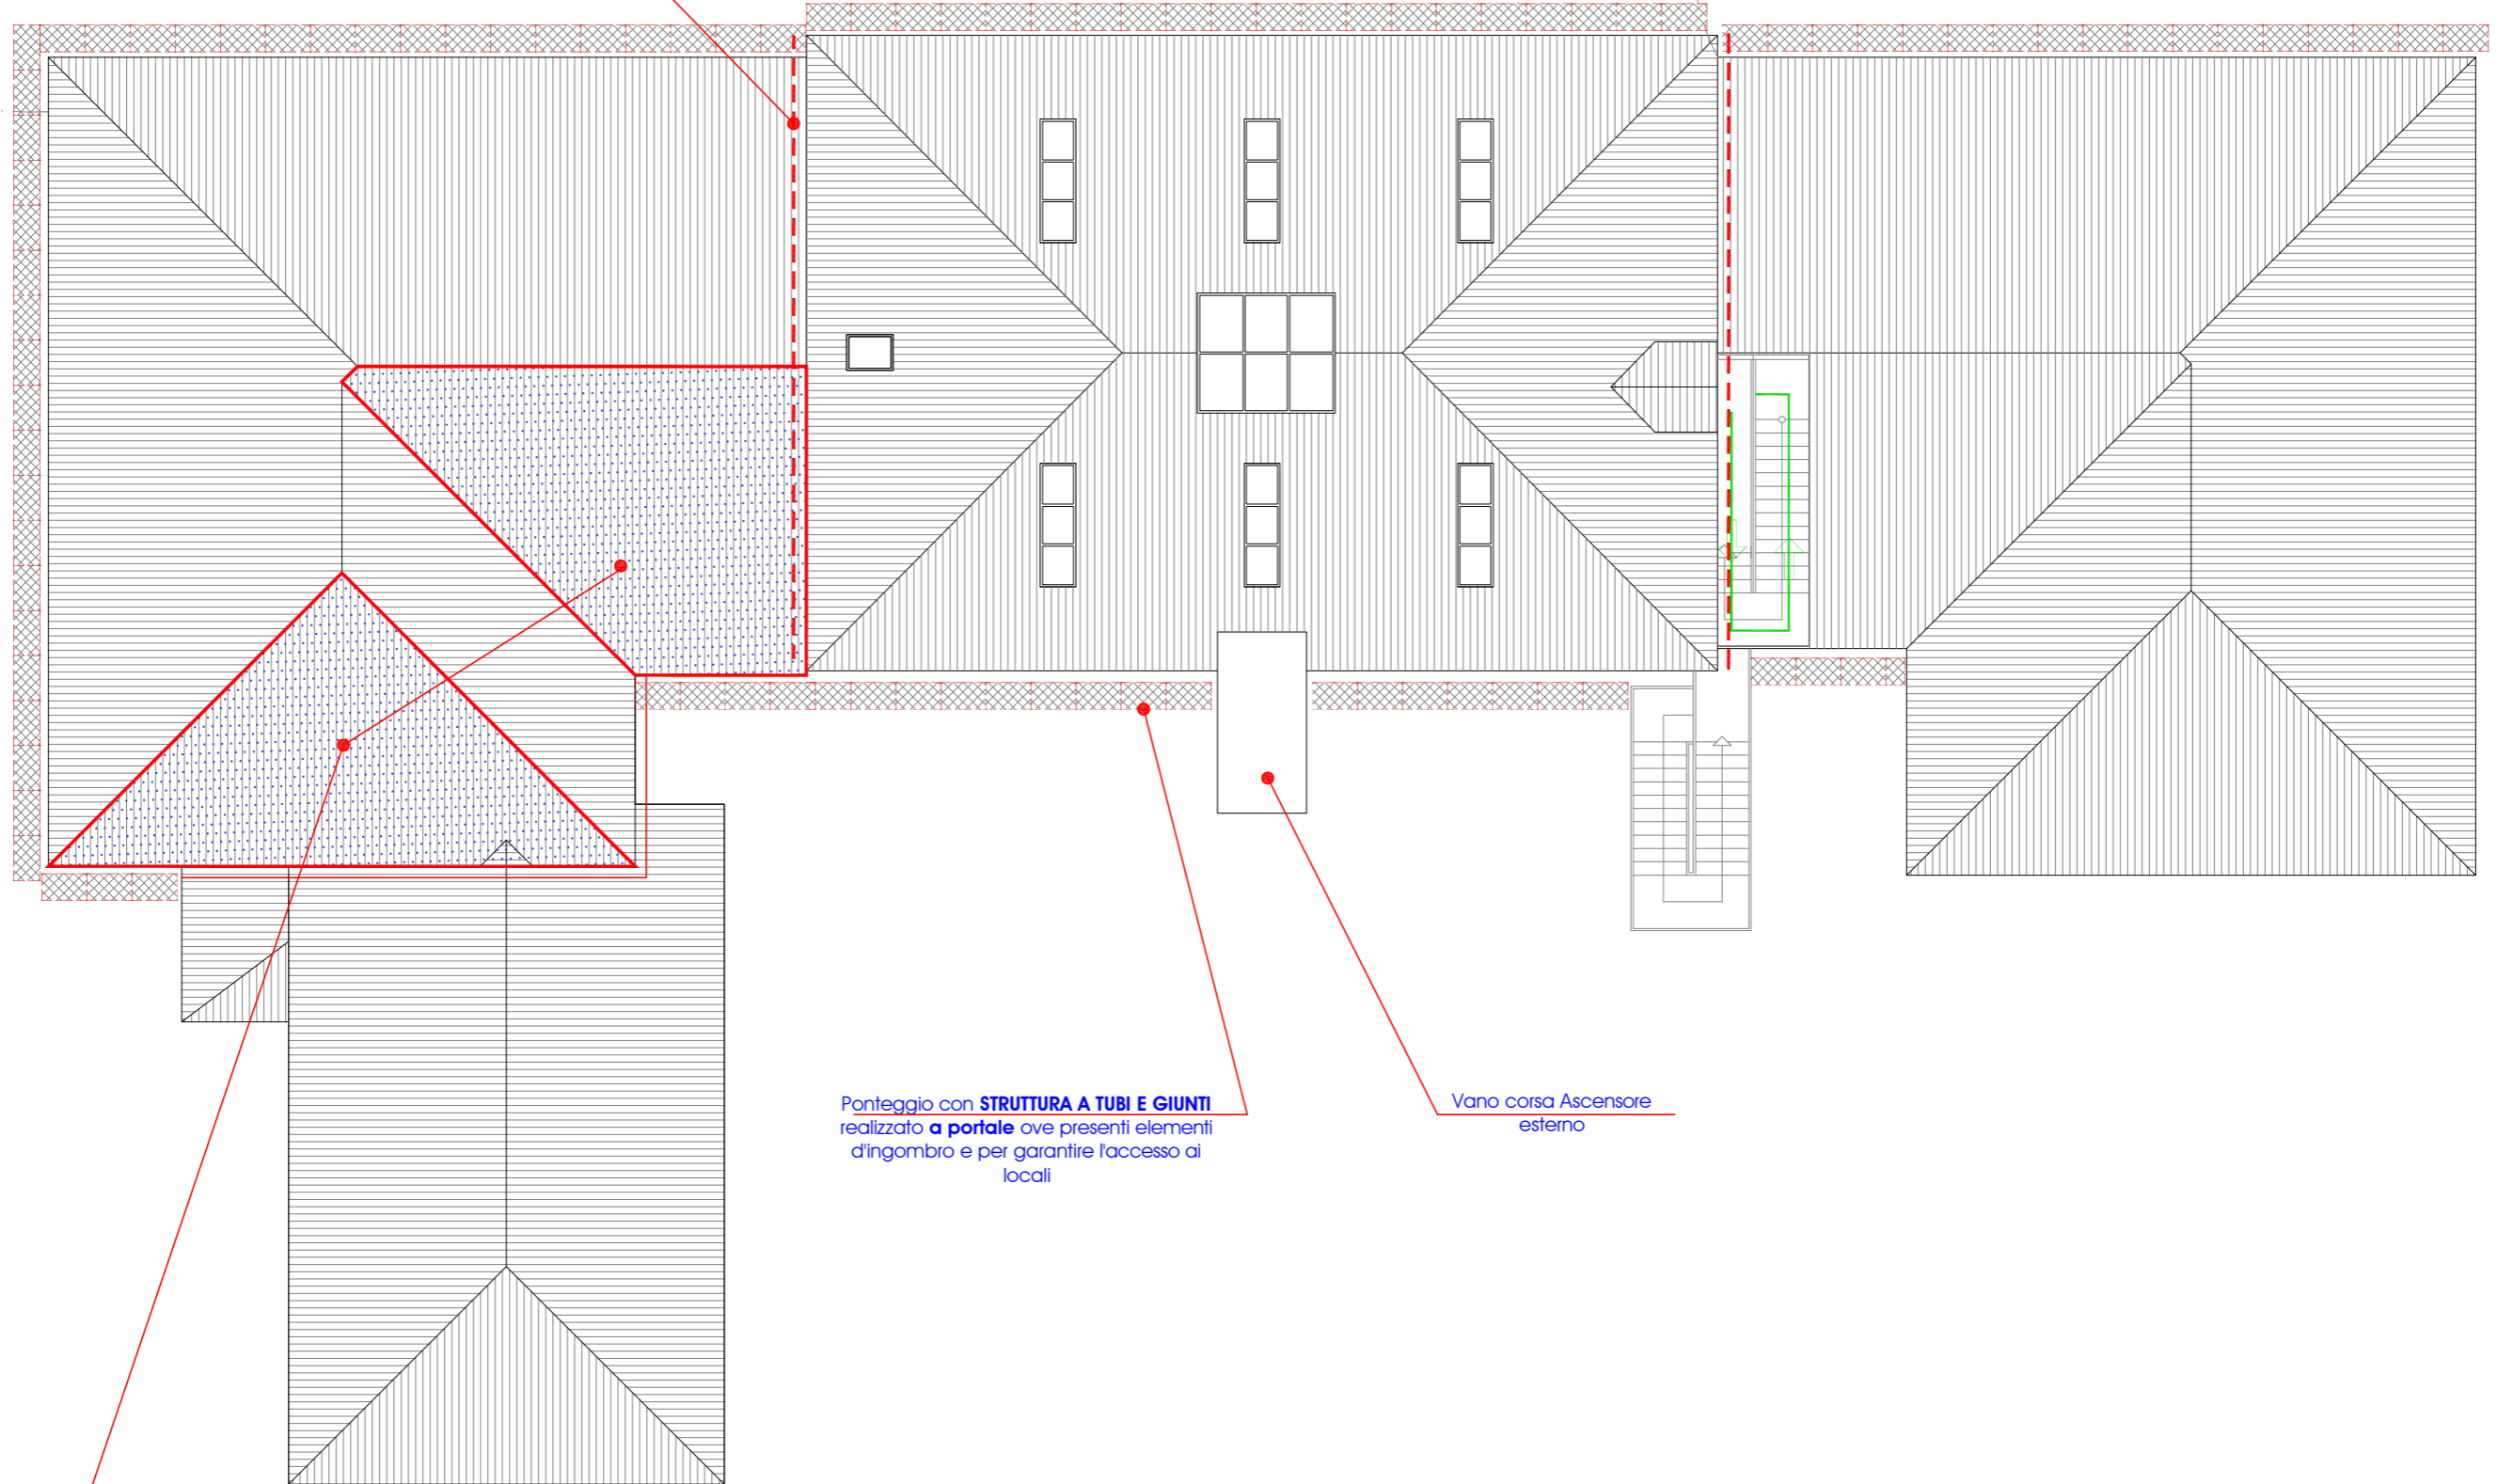 Ponteggio con STRUTTURA A TUBI E GIUNTI
realizzato a portale ove presenti elementi
d'ingombro e per garantire l'accesso ai
locali
Vano corsa Ascensore
esterno